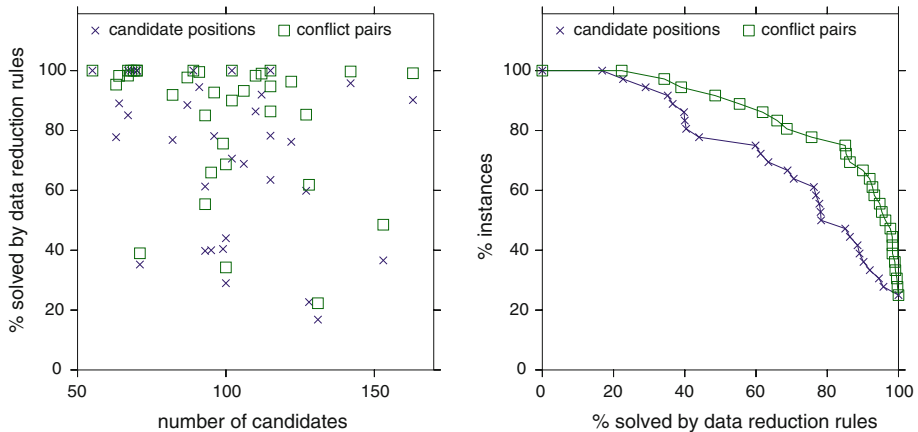 × candidate positions □ conflict pairs
100
80
60
40
20
0
50 100 150
% solved by data reduction rules
number of candidates
× candidate positions □ conflict pairs
100
80
60
40
20
0
0 20 40 60 80 100
% instances
% solved by data reduction rules